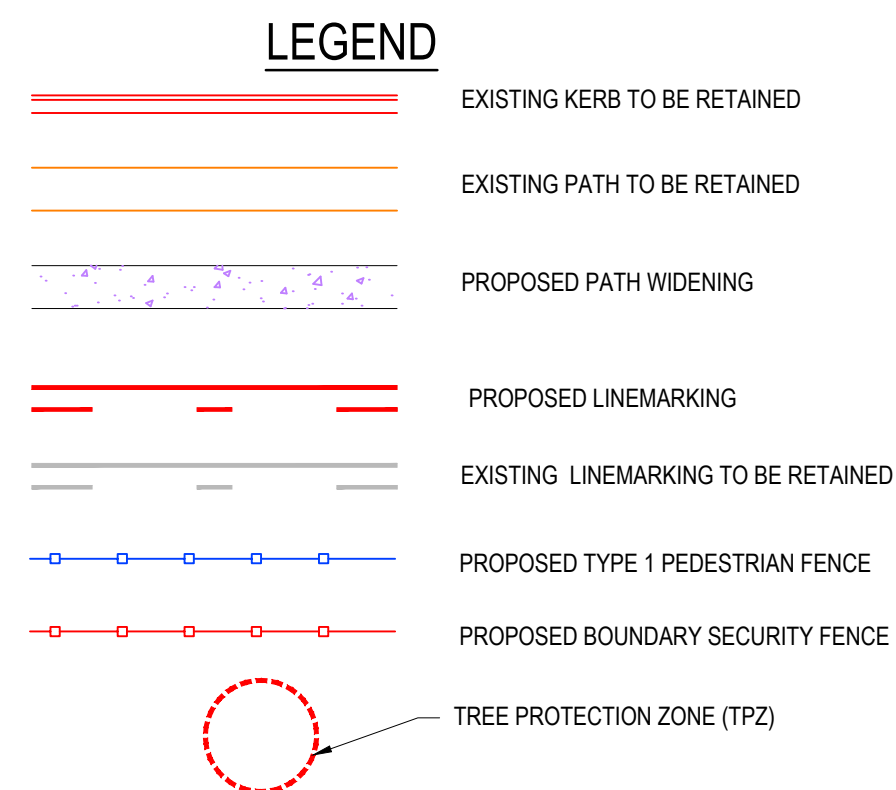 LEGEND
EXISTING KERB TO BE RETAINED
EXISTING PATH TO BE RETAINED
PROPOSED PATH WIDENING
PROPOSED LINEMARKING
EXISTING LINEMARKING TO BE RETAINED
PROPOSED TYPE 1 PEDESTRIAN FENCE
PROPOSED BOUNDARY SECURITY FENCE
TREE PROTECTION ZONE (TPZ)